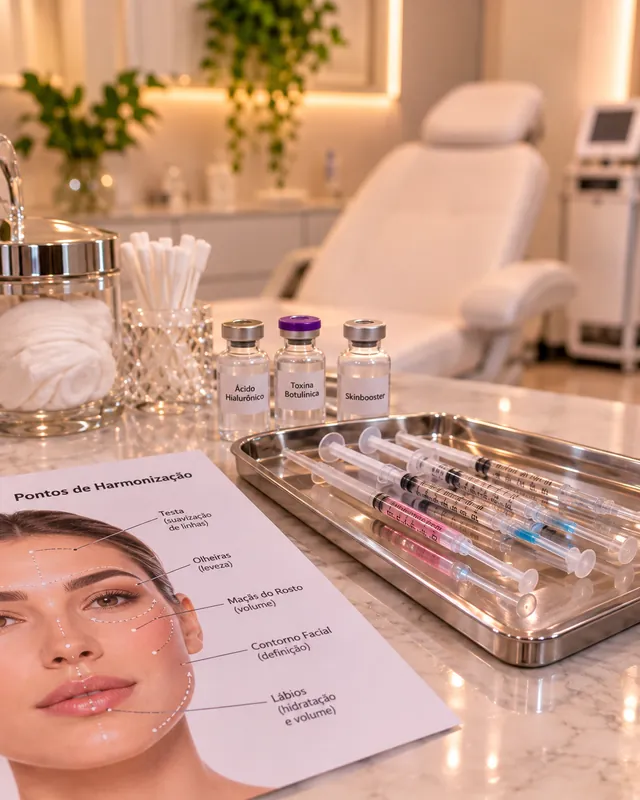 Ácido
Hialurônico
Toxina
Botulínica
Skinbooster
Pontos de Harmonização
Testa
(suavização
de linhas)
Olheiras
(leveza)
Maçãs do Rosto
(volume)
Contorno Facial
(definição)
Lábios
(hidratação
e volume)